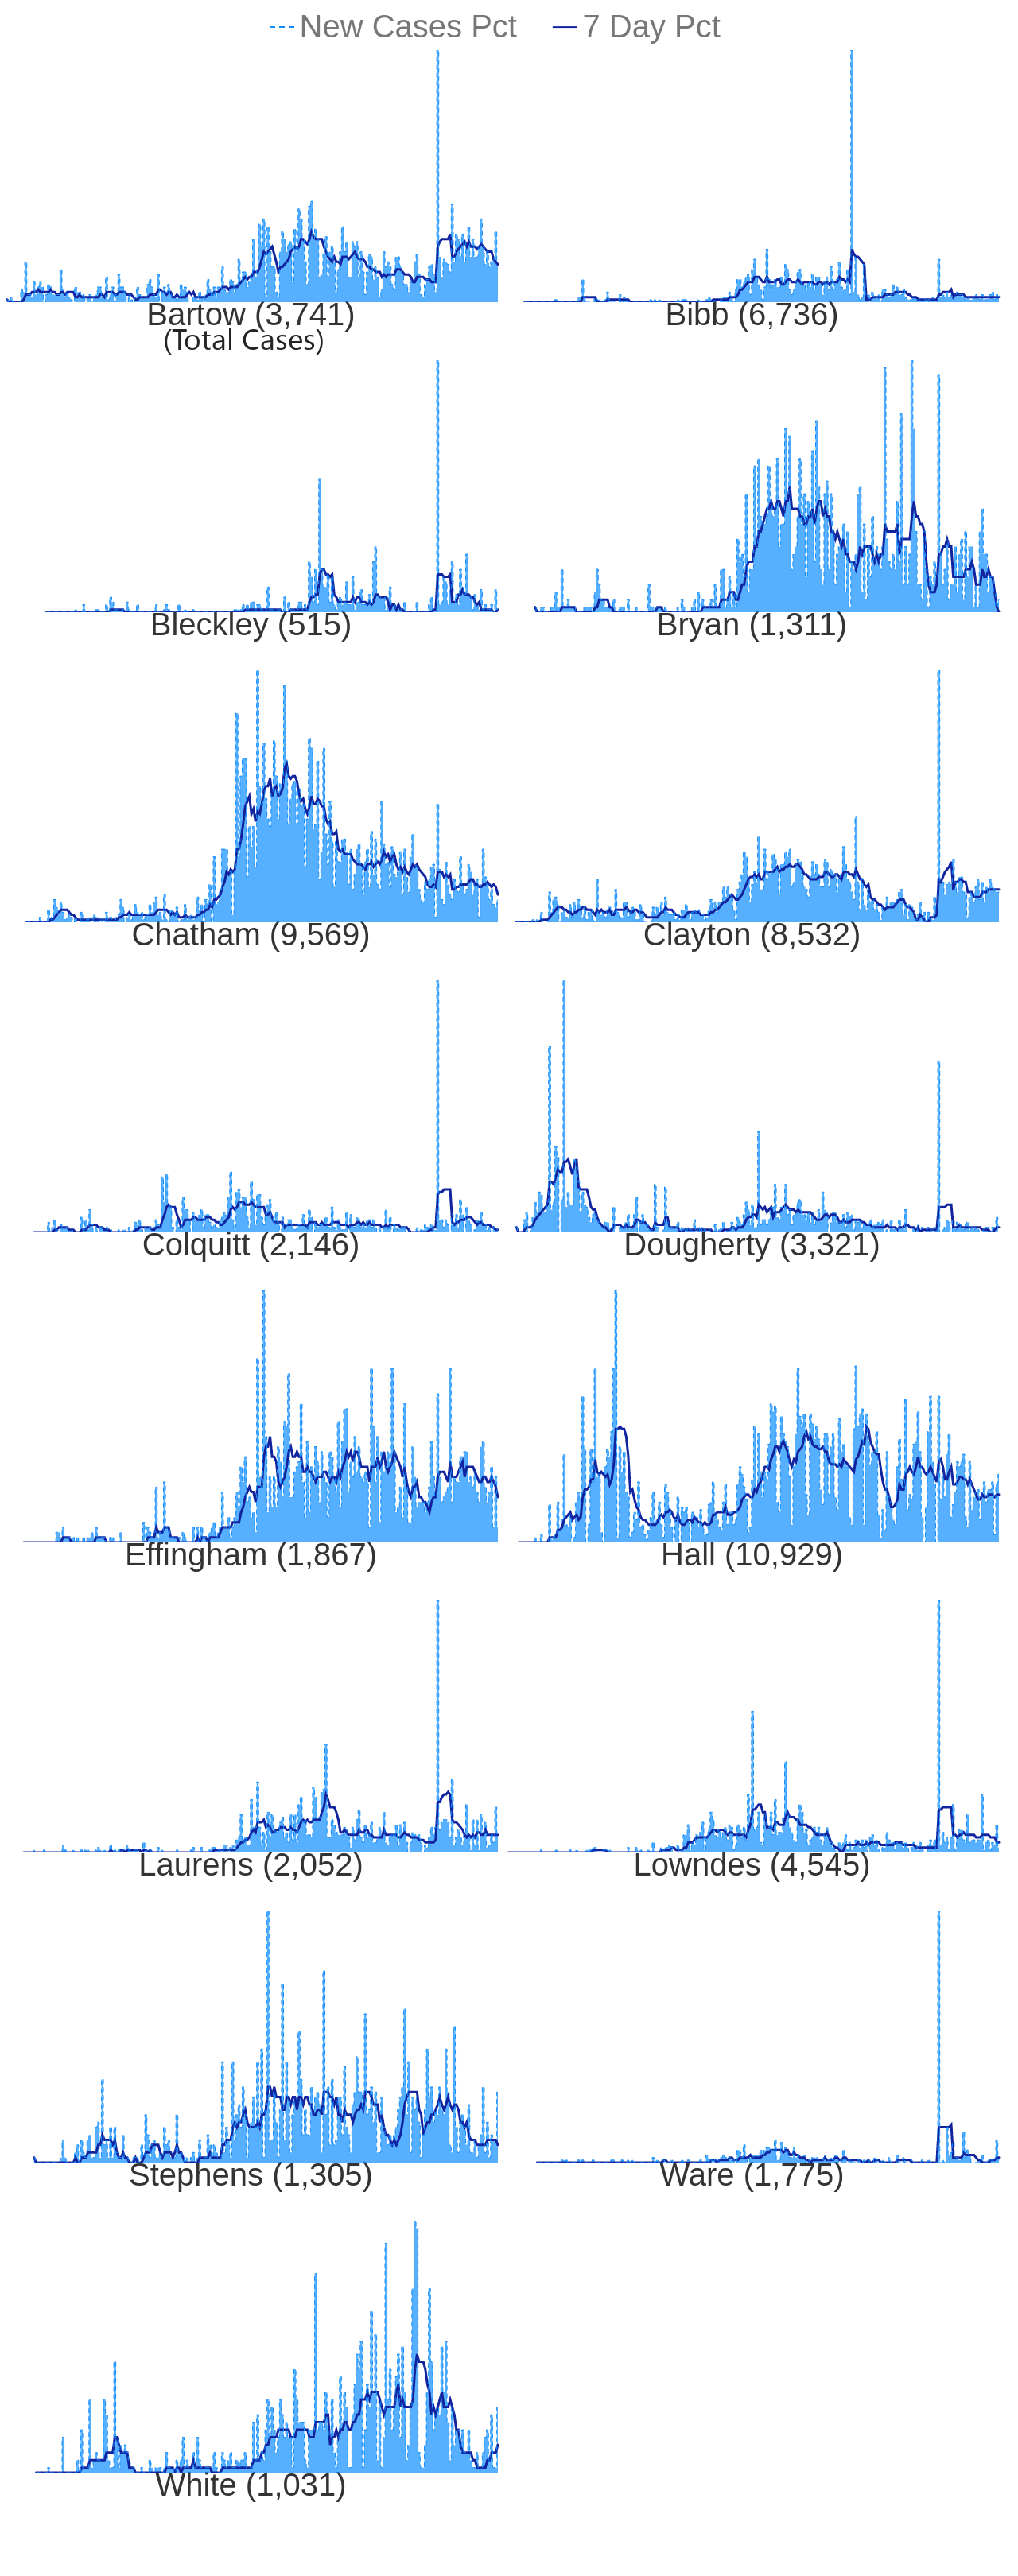 New Cases Pct 7 Day Pct
Bartow (3,741) Bibb (6,736)
(Total Cases)
Bleckley (515) Bryan (1,311)
Chatham (9,569) Clayton (8,532)
Colquitt (2,146) Dougherty (3,321)
Effingham (1,867) Hall (10,929)
Laurens (2,052) Lowndes (4,545)
Stephens (1,305) Ware (1,775)
White (1,031)